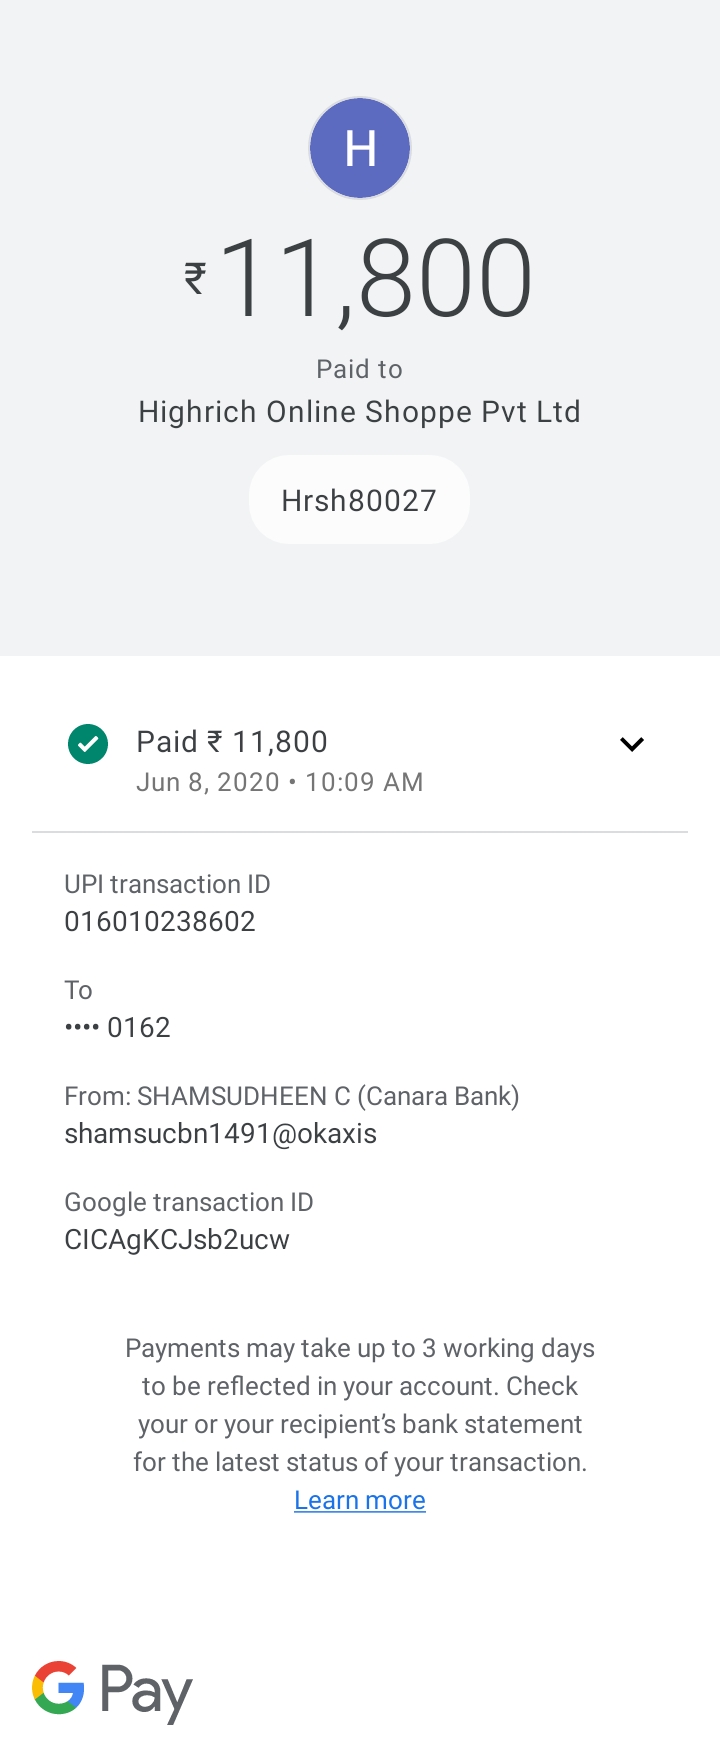 H
₹11,800
Paid to
Highrich Online Shoppe Pvt Ltd
Hrsh80027
Paid ₹ 11,800
Jun 8, 2020 • 10:09 AM
UPI transaction ID
016010238602
To
•••• 0162
From: SHAMSUDHEEN C (Canara Bank)
shamsucbn1491@okaxis
Google transaction ID
CICAgKCJsb2ucw
Payments may take up to 3 working days
to be reflected in your account. Check
your or your recipient's bank statement
for the latest status of your transaction.
Learn more
G Pay